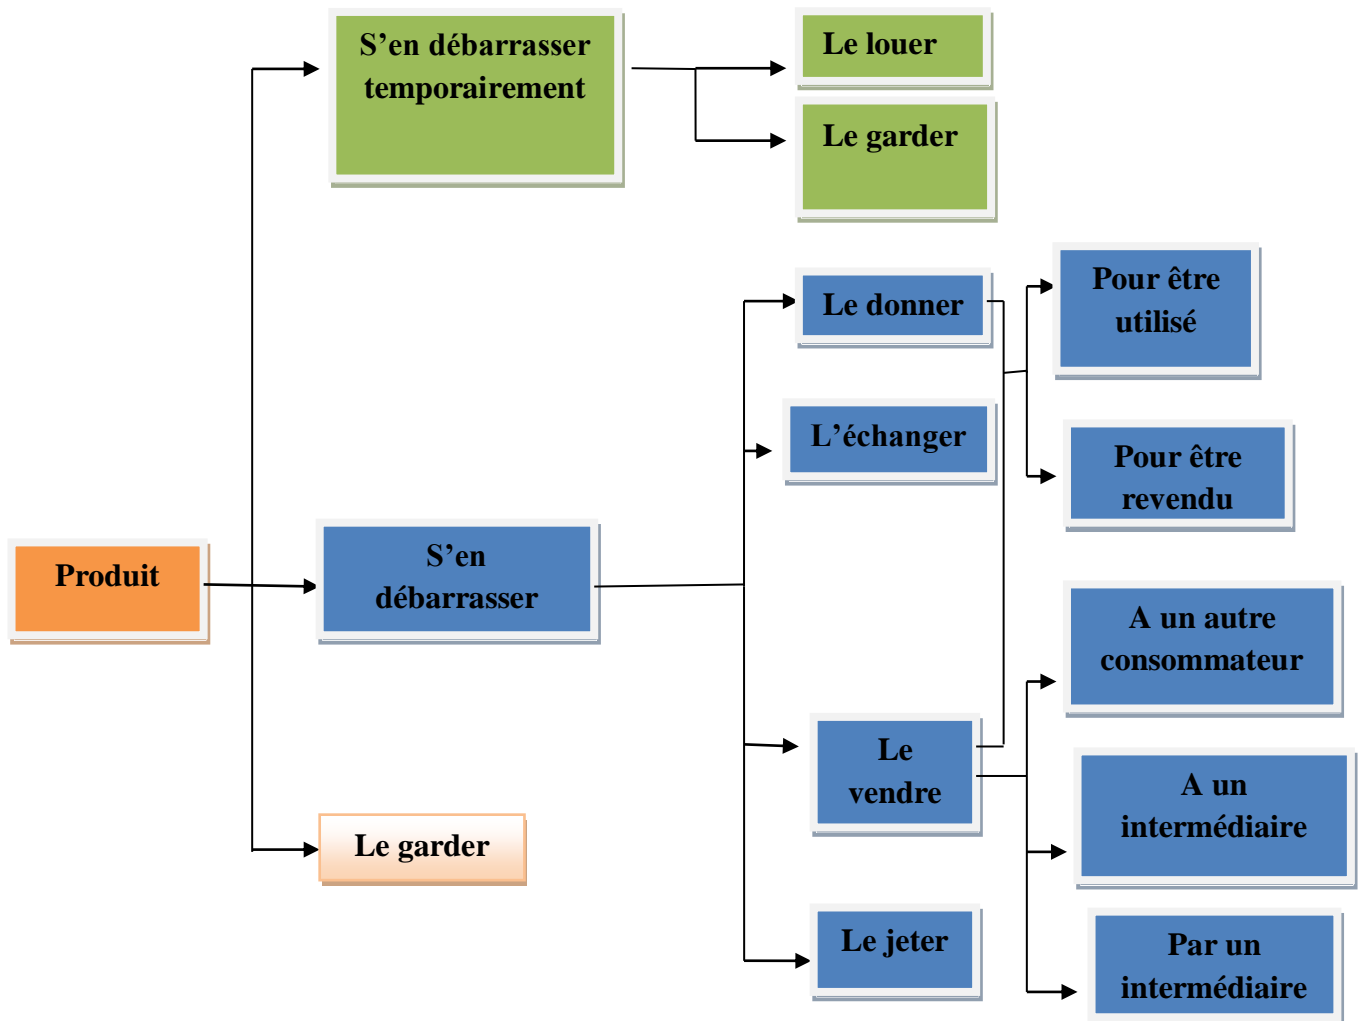 S’en débarrasser
temporairement
Le louer
Le garder
Le donner
Pour être
utilisé
L’échanger
Pour être
revendu
Produit
S’en
débarrasser
A un autre
consommateur
Le
vendre
A un
intermédiaire
Le garder
Le jeter
Par un
intermédiaire